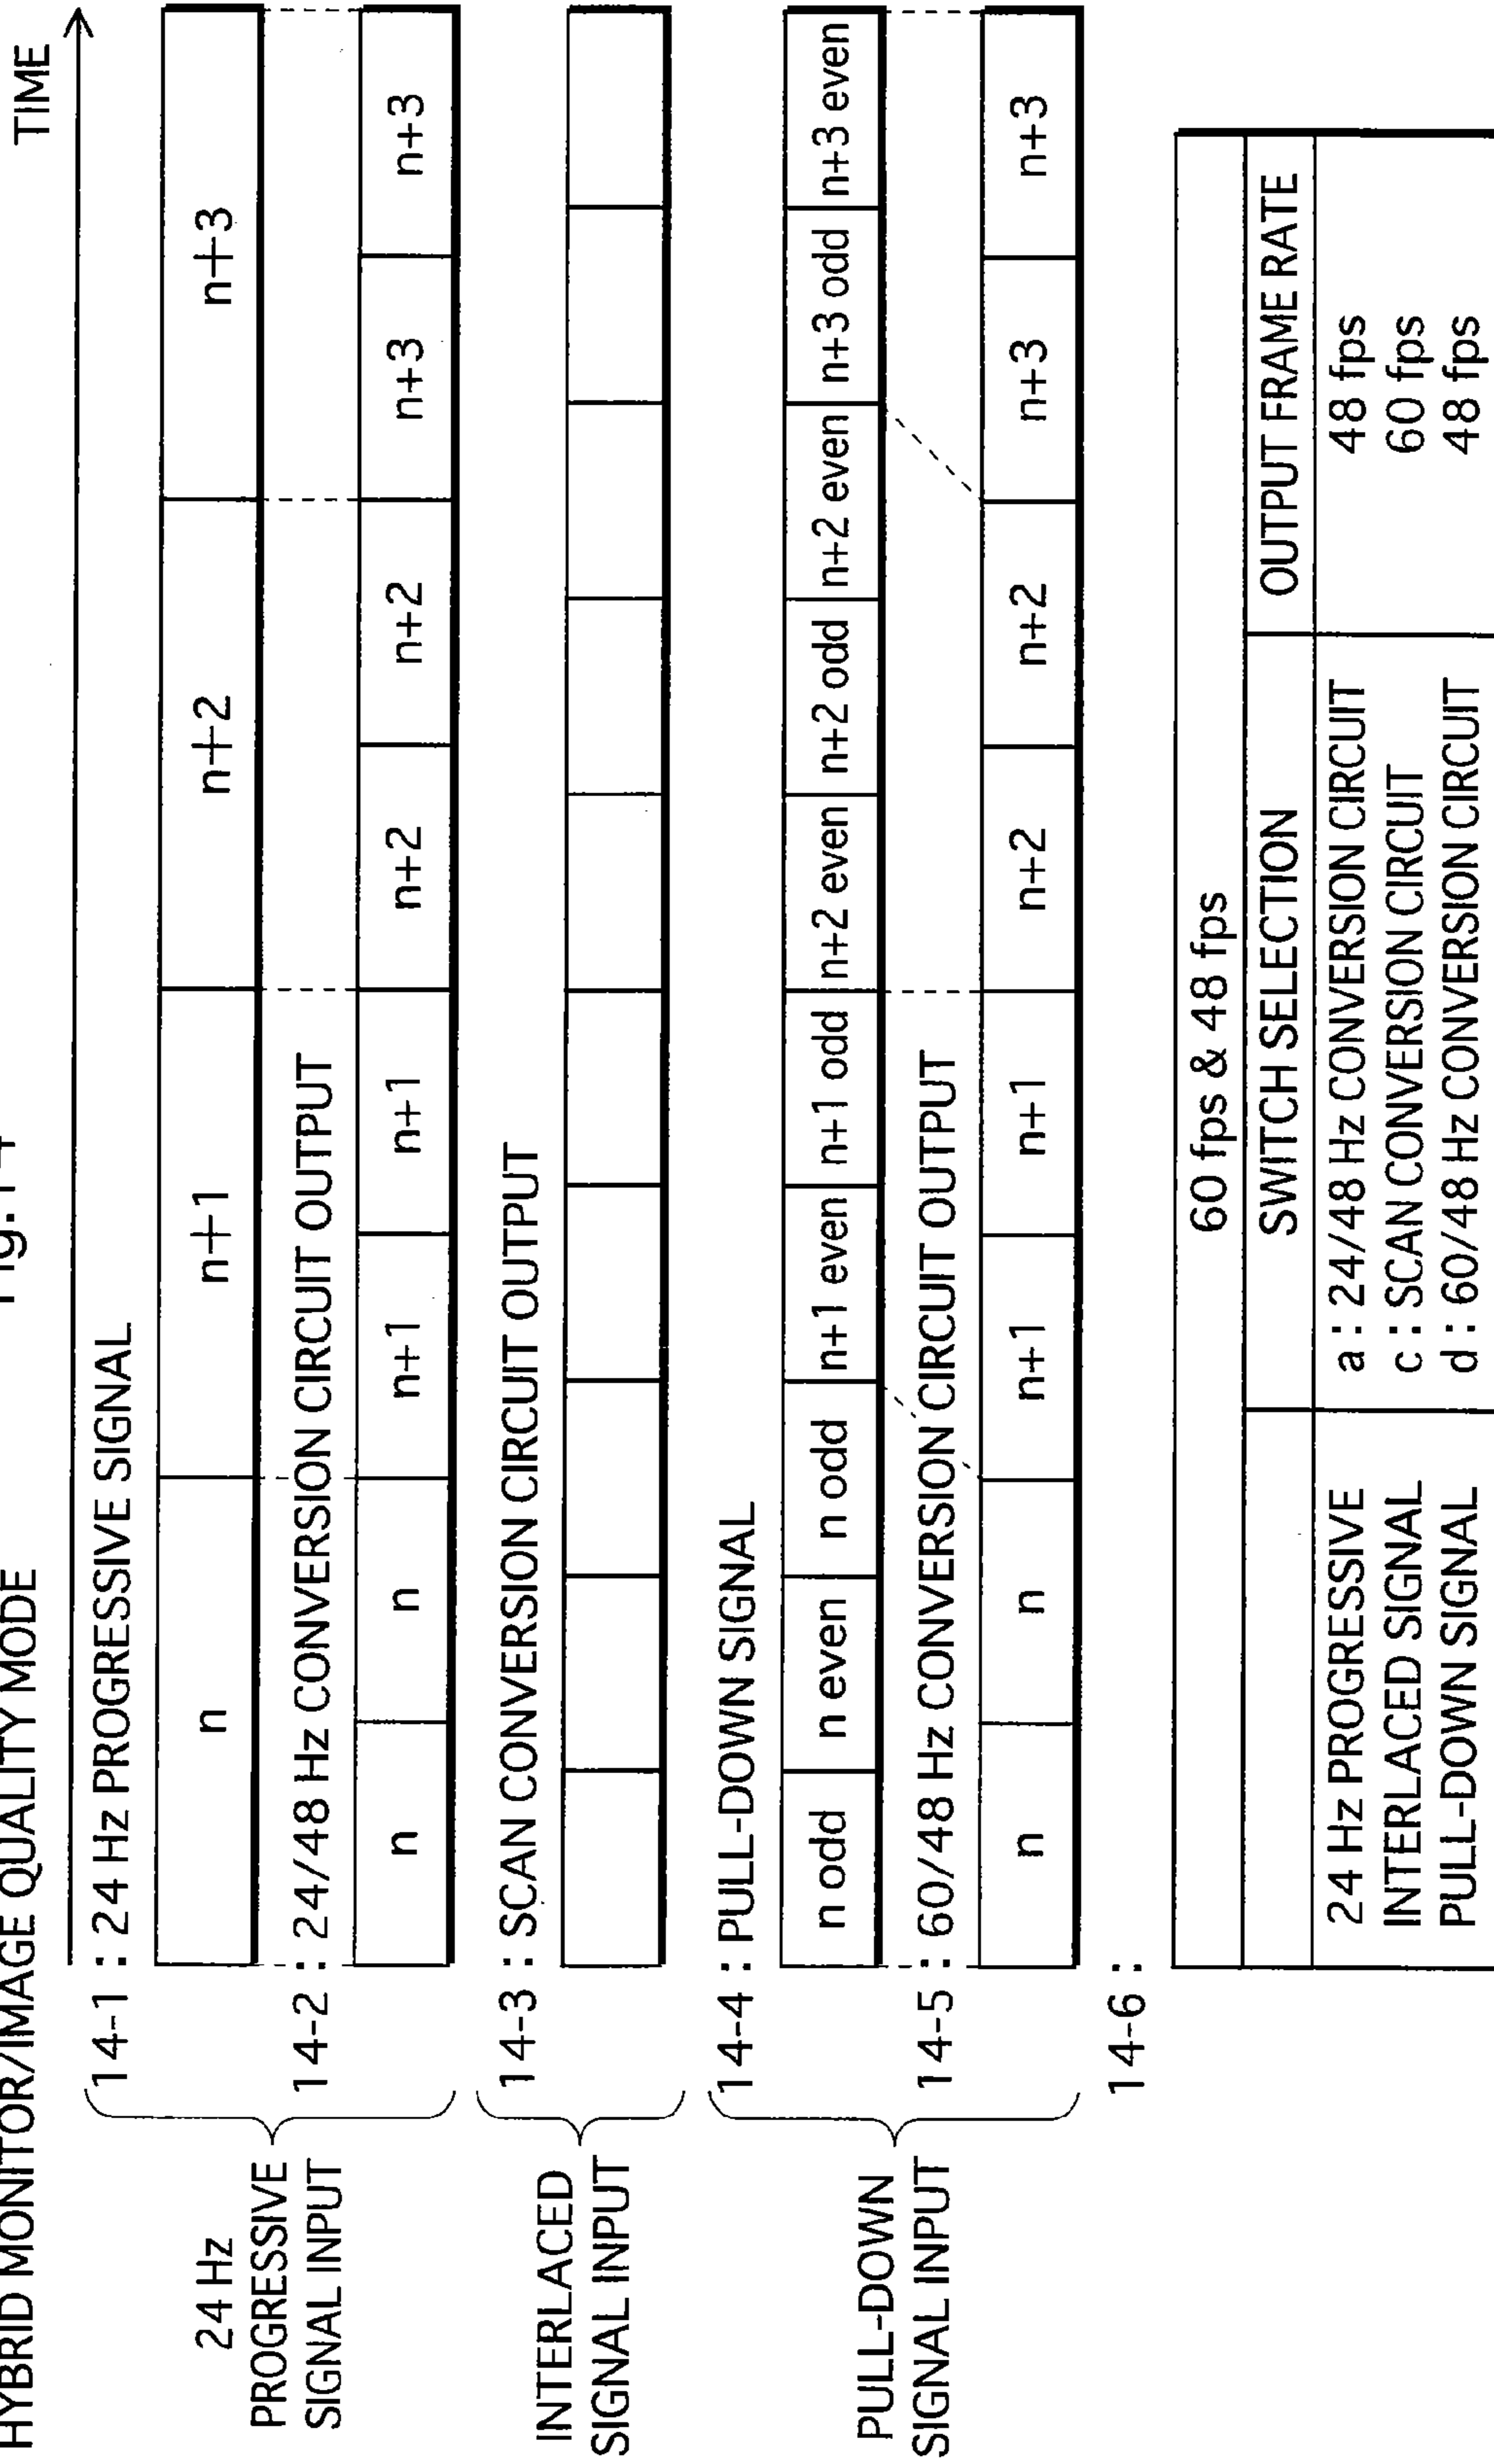 Fig.14
HYBRID MONITOR/IMAGE QUALITY MODE
TIME
24 Hz
PROGRESSIVE
SIGNAL INPUT
14-1 : 24 Hz PROGRESSIVE SIGNAL
n n+1 n+2 n+3
14-2 : 24/48 Hz CONVERSION CIRCUIT OUTPUT
n n n+1 n+1 n+2 n+2 n+3 n+3
INTERLACED
SIGNAL INPUT
14-3 : SCAN CONVERSION CIRCUIT OUTPUT
PULL-DOWN
SIGNAL INPUT
14-4 : PULL-DOWN SIGNAL
n odd n even n odd n+1 even n+1 odd n+2 even n+2 odd n+2 even n+3 odd n+3 even
14-5 : 60/48 Hz CONVERSION CIRCUIT OUTPUT
n n n+1 n+1 n+2 n+2 n+3 n+3
14-6 :
60 fps & 48 fps
SWITCH SELECTION OUTPUT FRAME RATE
24 Hz PROGRESSIVE a : 24/48 Hz CONVERSION CIRCUIT 48 fps
INTERLACED SIGNAL c : SCAN CONVERSION CIRCUIT 60 fps
PULL-DOWN SIGNAL d : 60/48 Hz CONVERSION CIRCUIT 48 fps